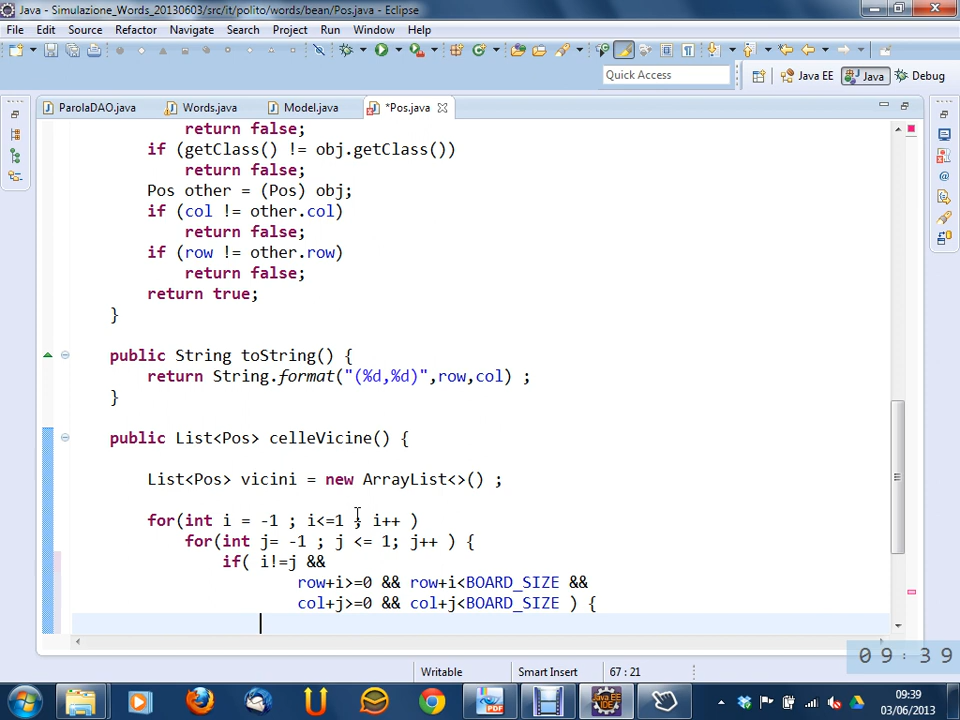 Java - Simulazione_Words_20130603/src/it/polito/words/bean/Pos.java - Eclipse
File Edit Source Refactor Navigate Search Project Run Window Help
Quick Access
Java EE Java Debug
ParolaDAO.java Words.java Model.java *Pos.java
return false;
if (getClass() != obj.getClass())
return false;
Pos other = (Pos) obj;
if (col != other.col)
return false;
if (row != other.row)
return false;
return true;
}
public String toString() {
return String.format("(%d,%d)",row,col) ;
}
public List<Pos> celleVicine() {
List<Pos> vicini = new ArrayList<>() ;
for(int i = -1 ; i<=1 ; i++ )
for(int j= -1 ; j <= 1; j++ ) {
if( i!=j &&
row+i>=0 && row+i<BOARD_SIZE &&
col+j>=0 && col+j<BOARD_SIZE ) {
Writable Smart Insert 67 : 21
09:39
09:39
03/06/2013